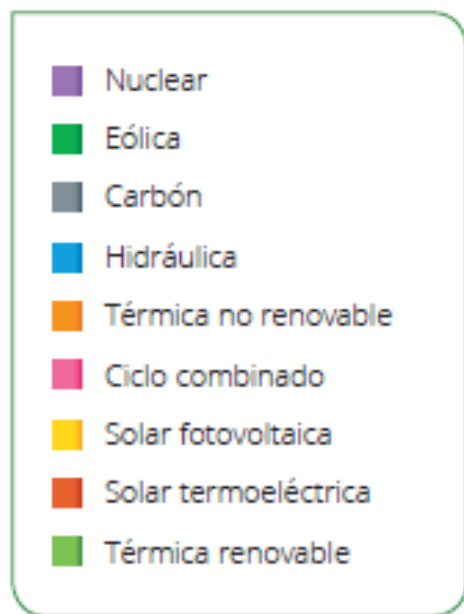 Nuclear
Eólica
Carbón
Hidráulica
Térmica no renovable
Ciclo combinado
Solar fotovoltaica
Solar termoeléctrica
Térmica renovable